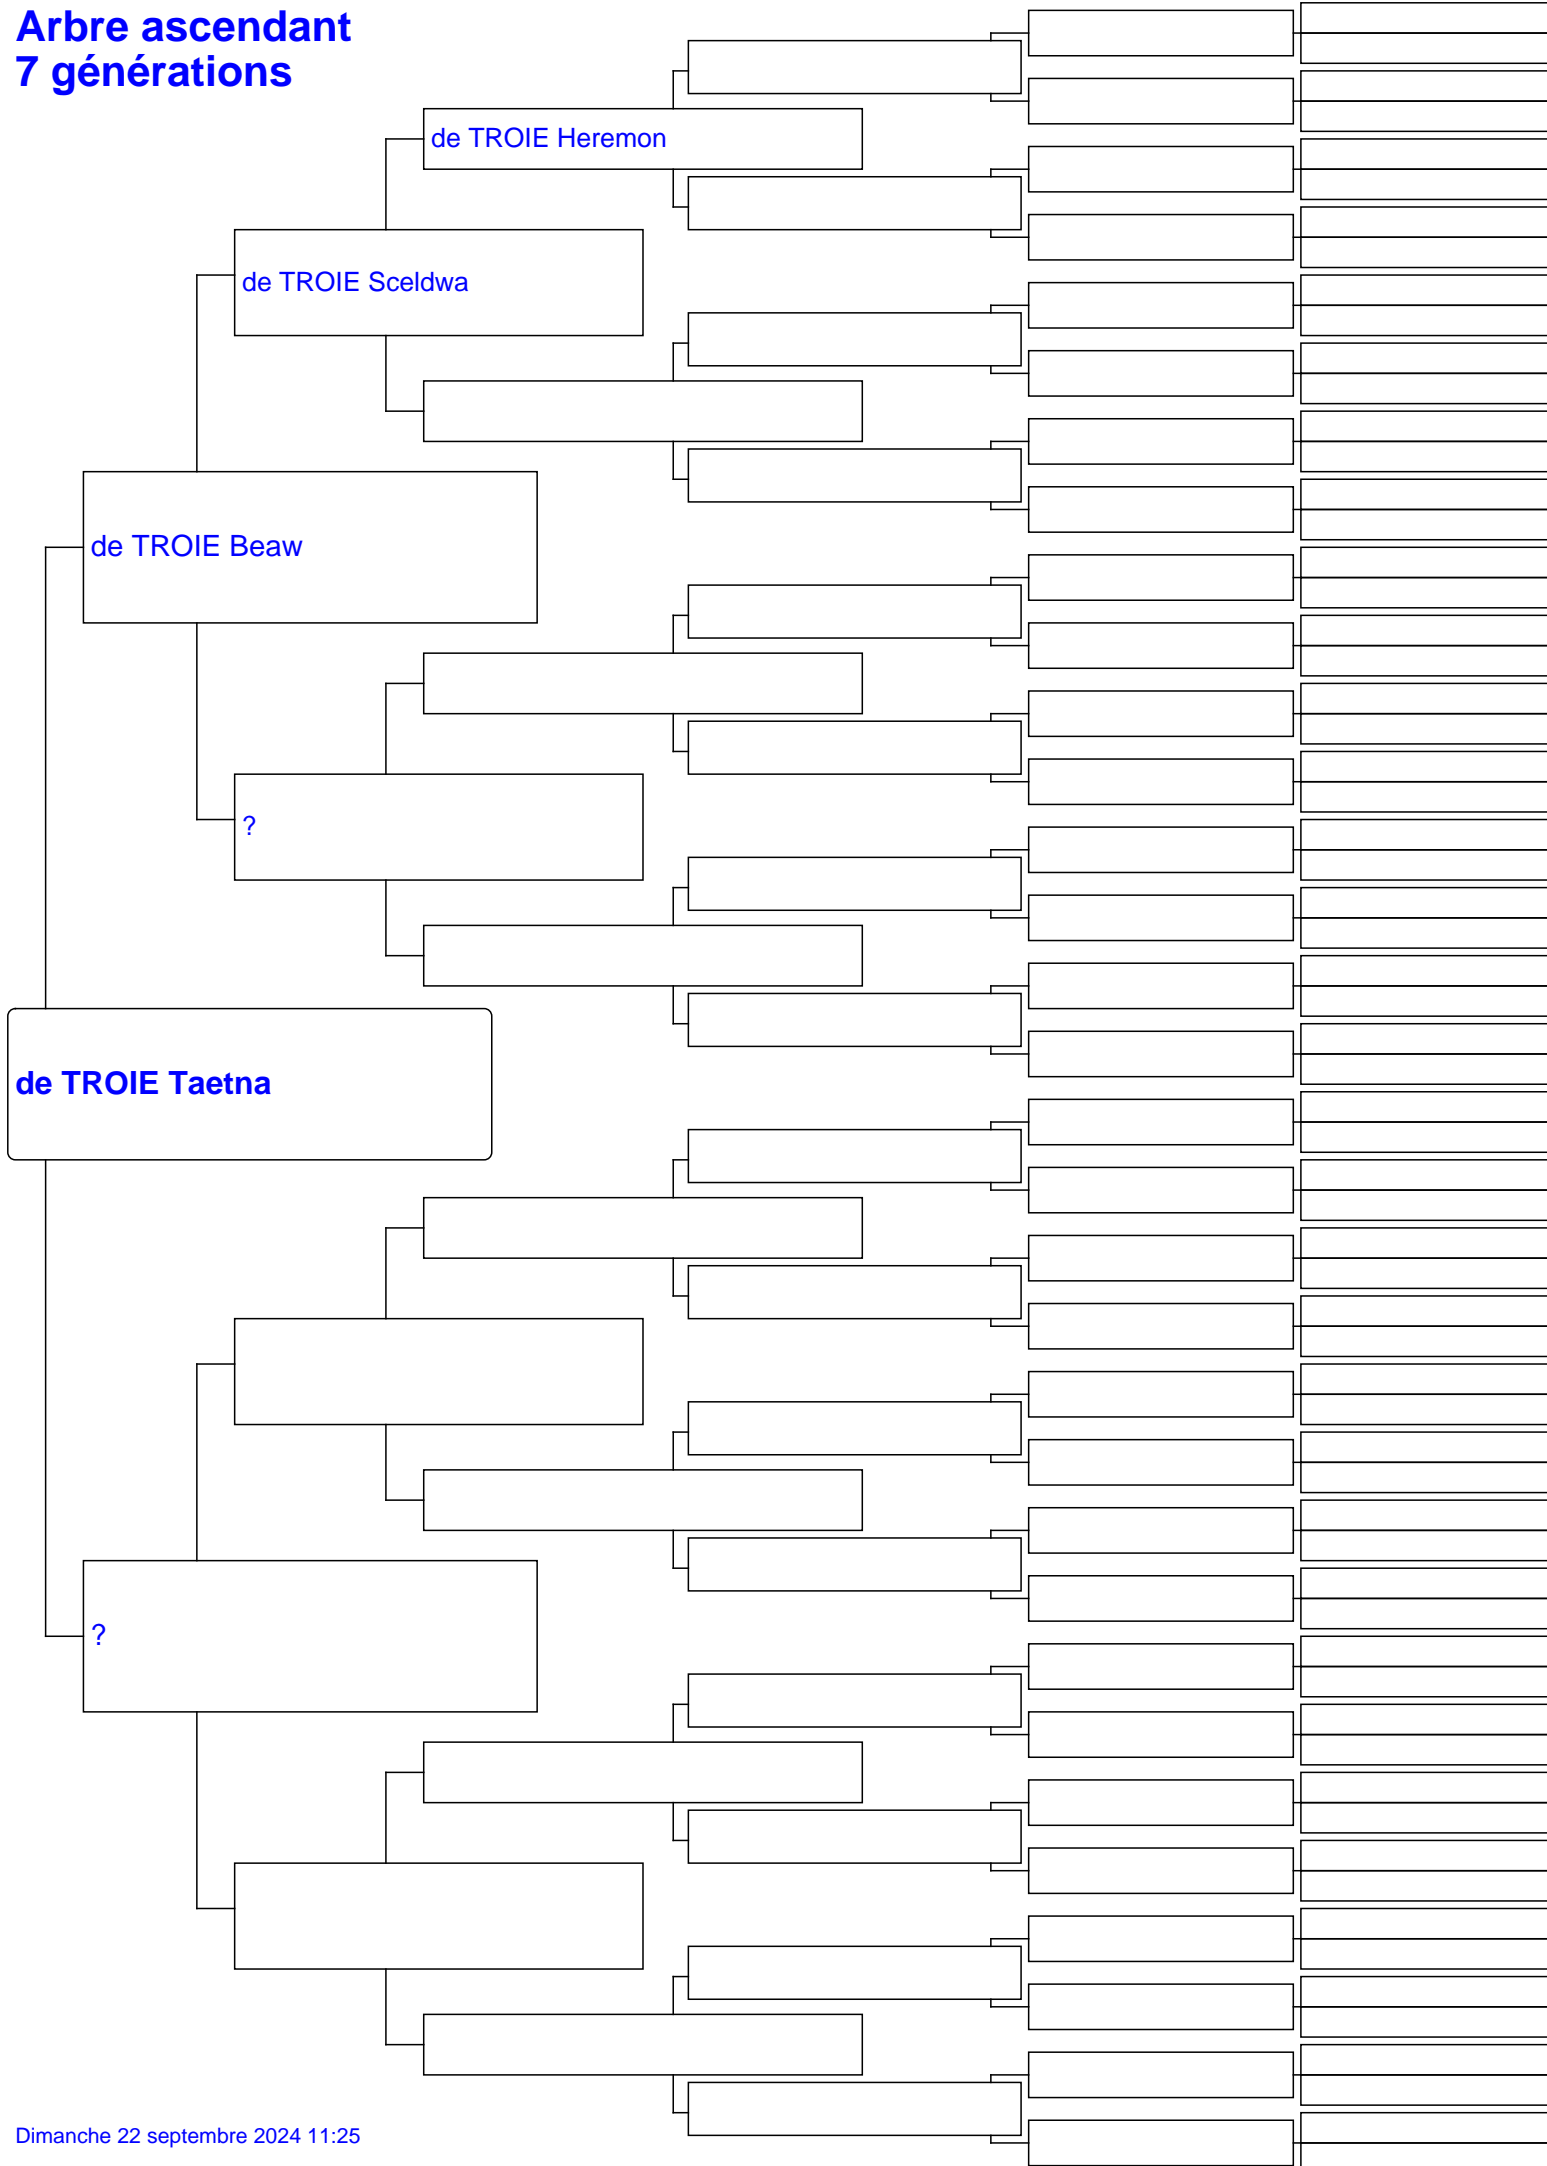 Arbre ascendant
7 générations
de TROIE Heremon
de TROIE Sceldwa
de TROIE Beaw
?
de TROIE Taetna
?
Dimanche 22 septembre 2024 11:25